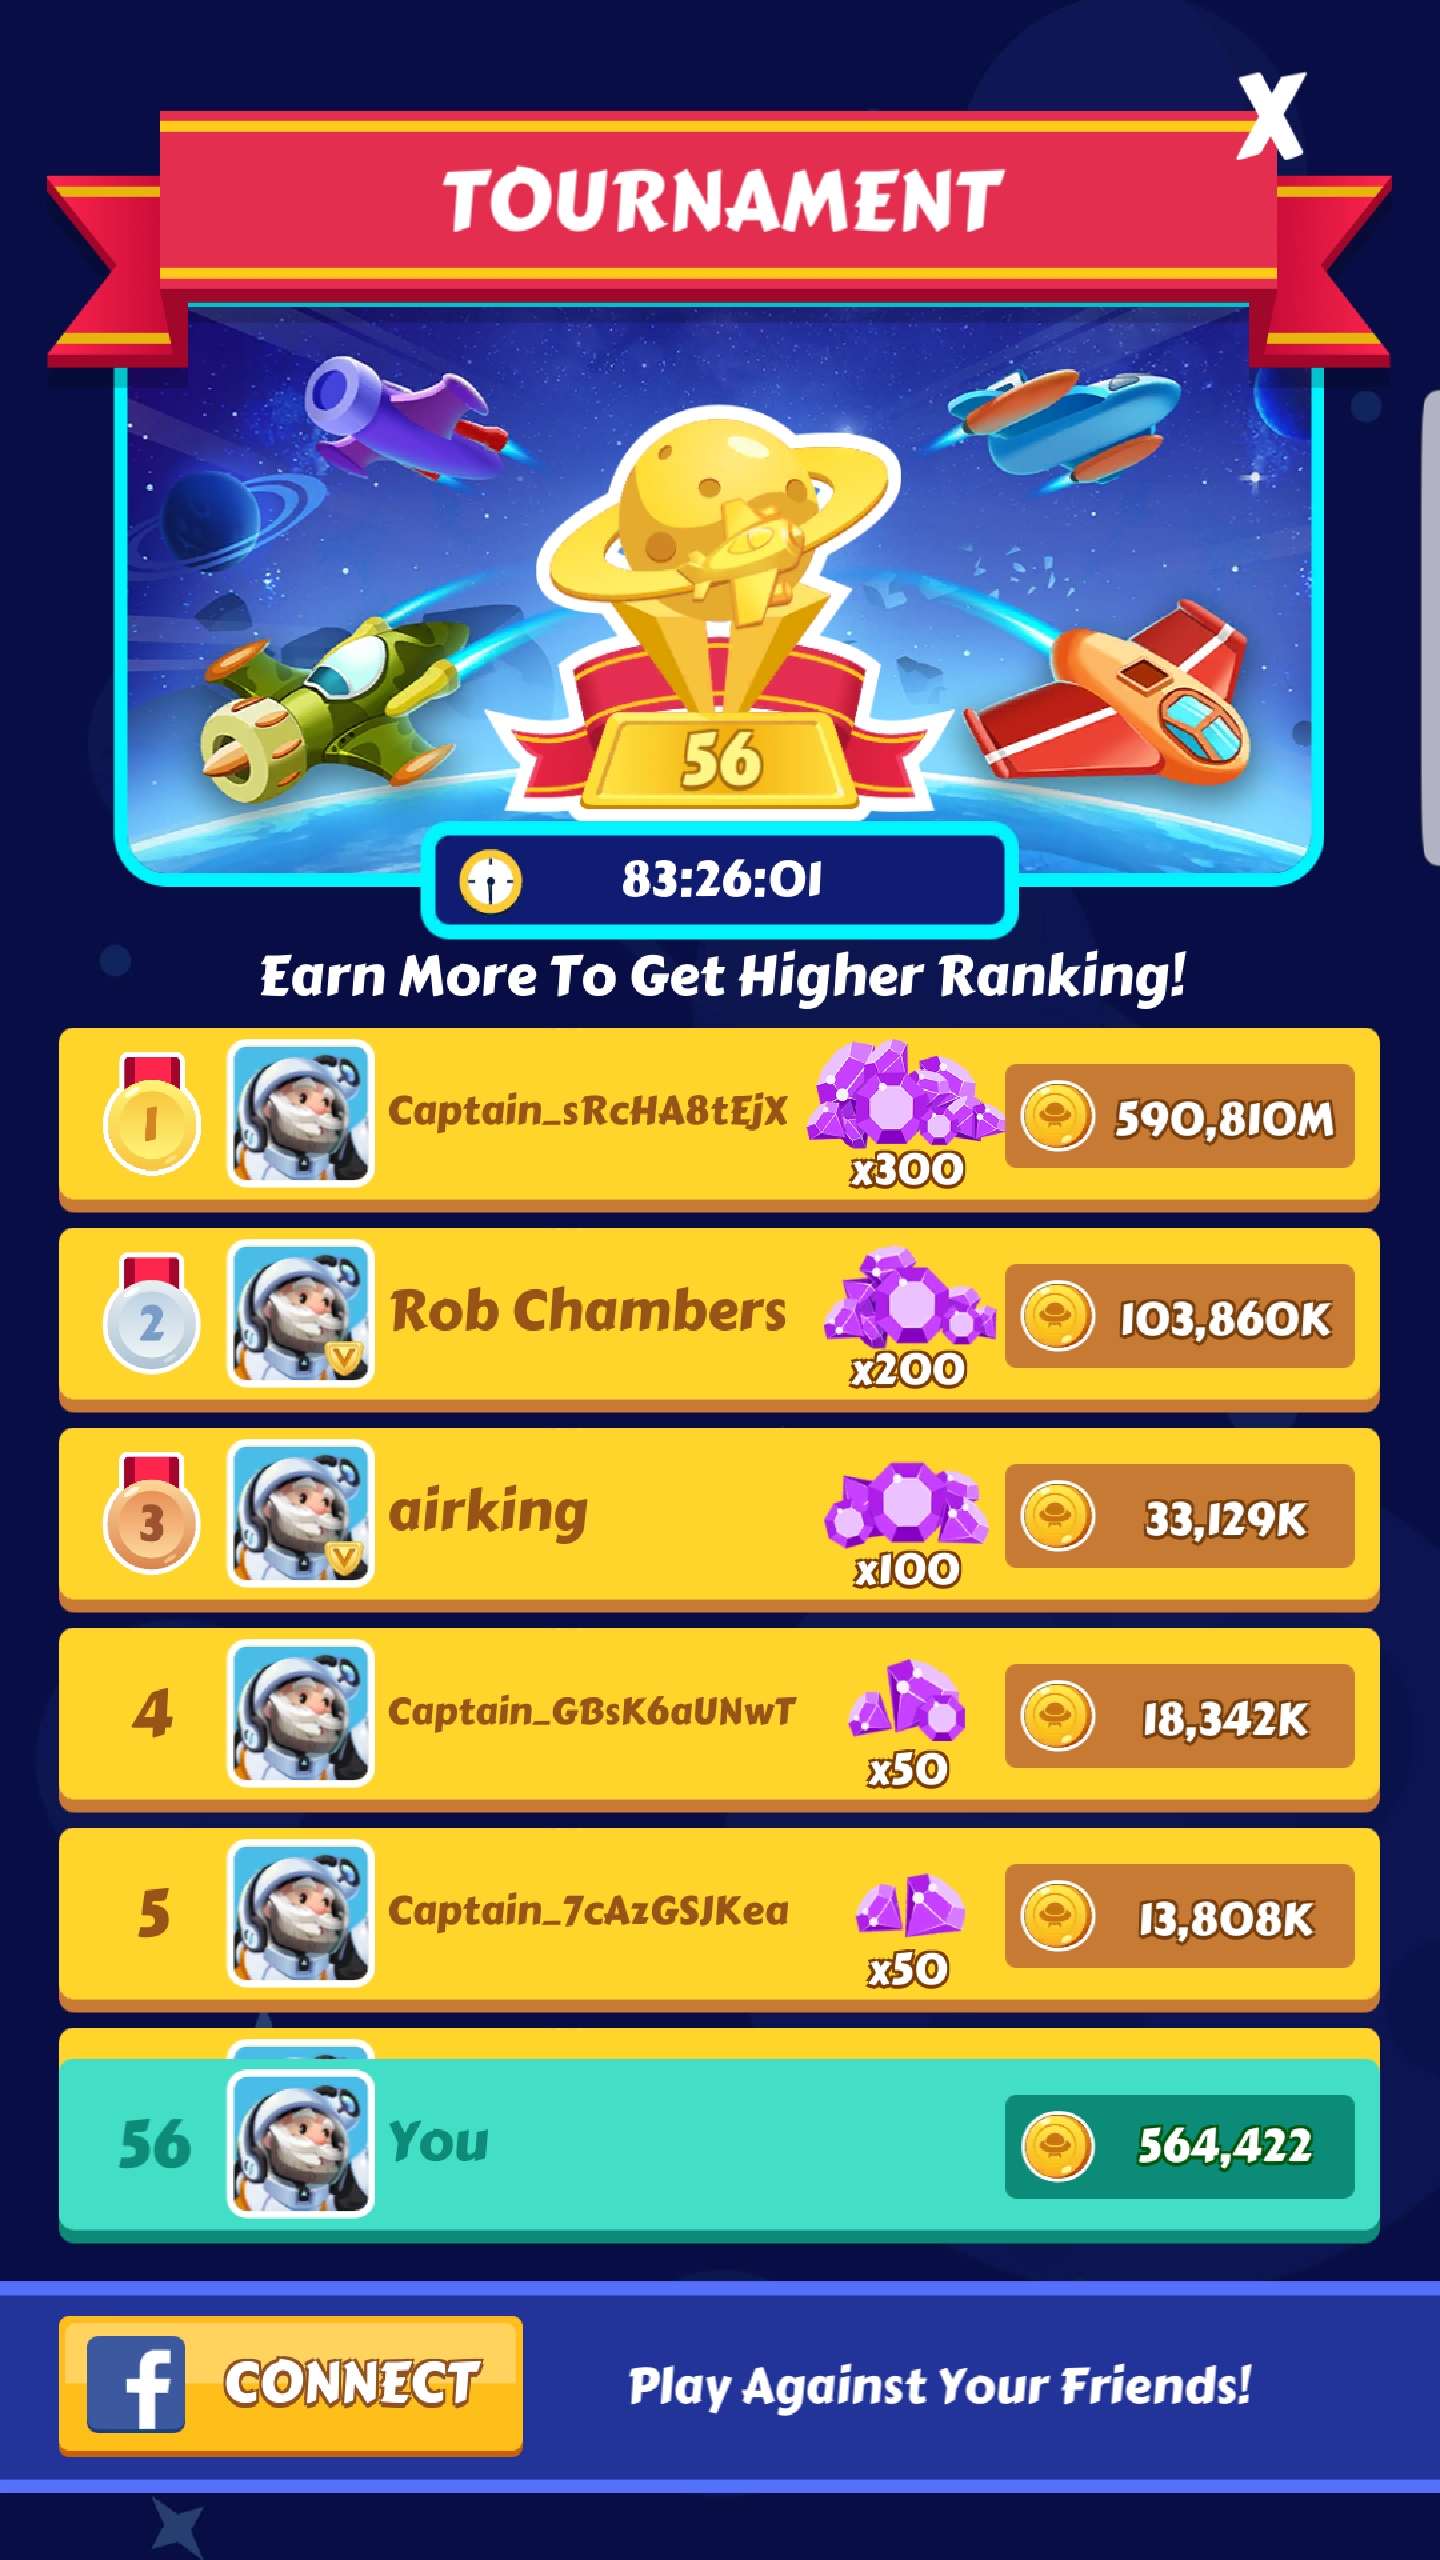 X
TOURNAMENT
56
83:26:01
Earn More To Get Higher Ranking!
1 Captain_sRcHA8tEjX x300 590,810M
2 Rob Chambers x200 103,860K
3 airking x100 33,129K
4 Captain_GBsK6aUNwT x50 18,342K
5 Captain_7cAzGSJKea x50 13,808K
56 You 564,422
f CONNECT Play Against Your Friends!